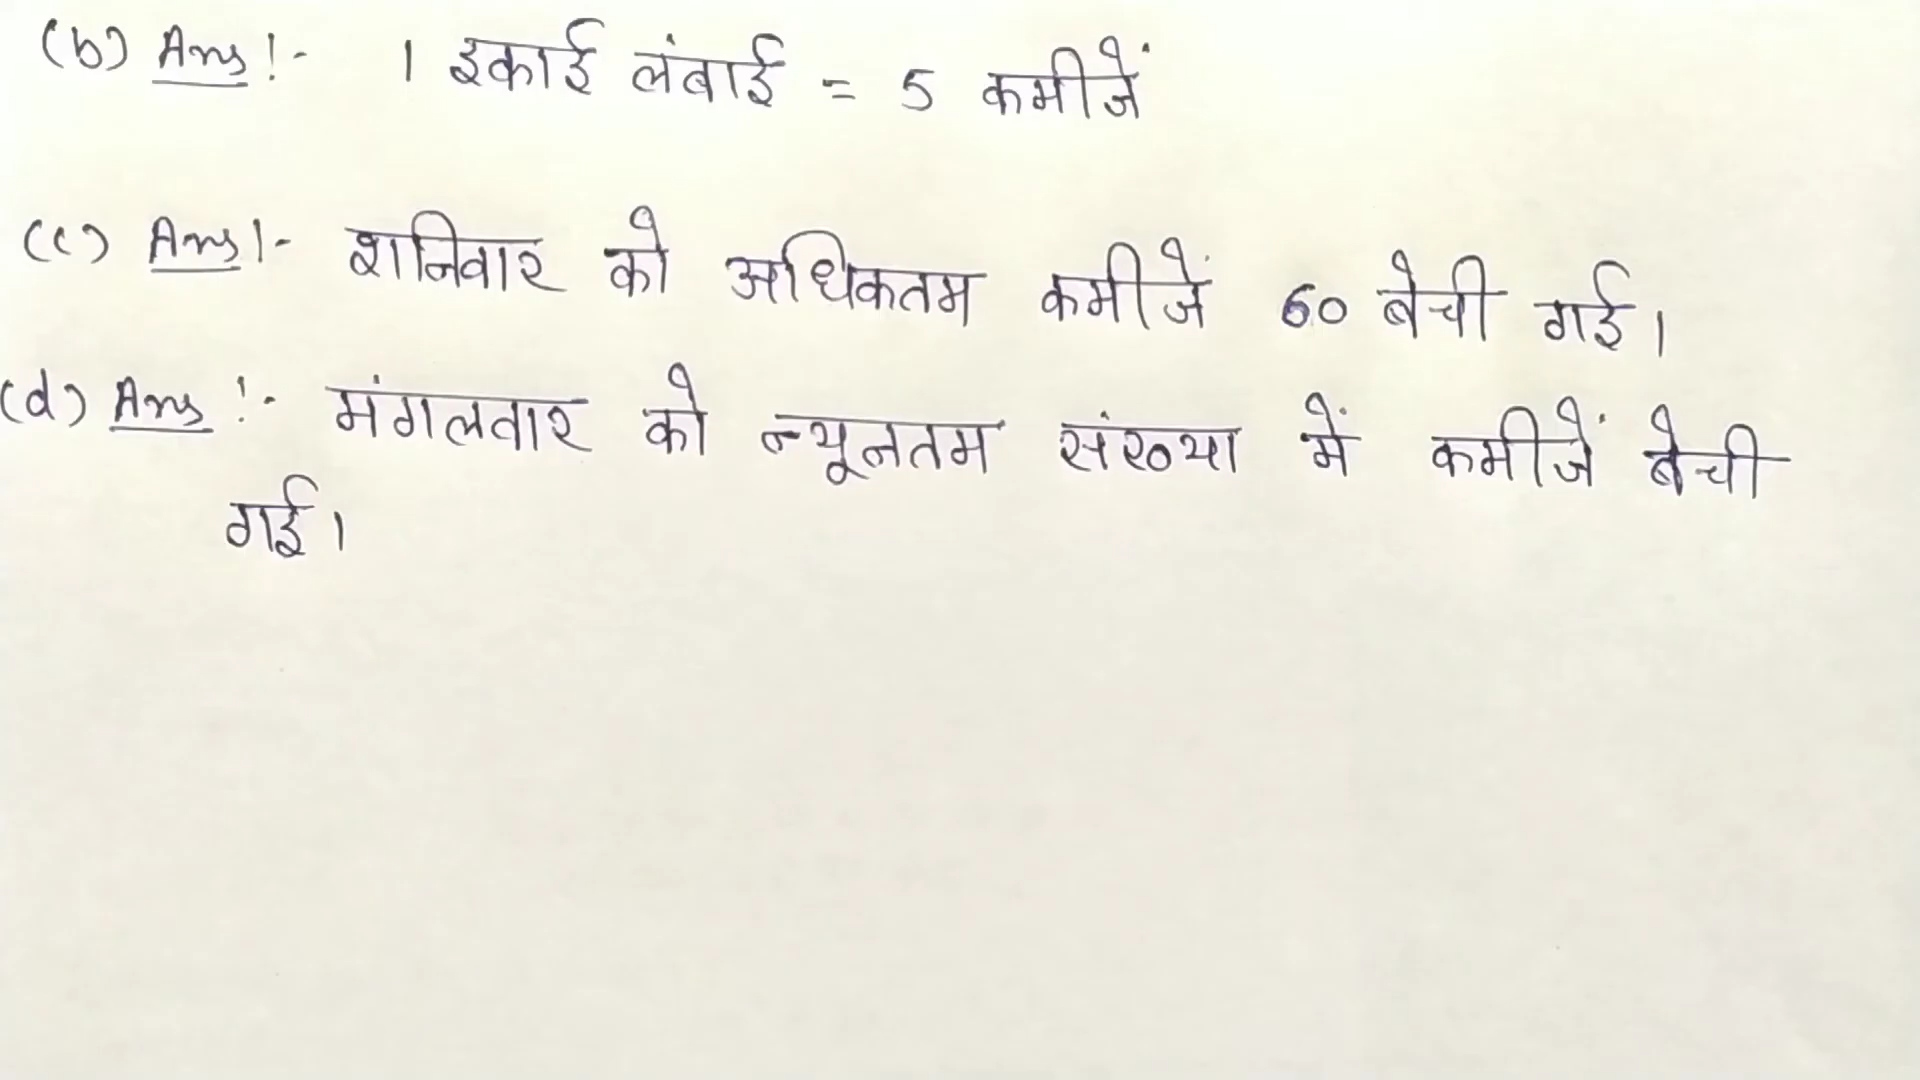 (b) Ans!- 1 इकाई लंबाई = 5 कमीजें
(c) Ans!- शनिवार को अधिकतम कमीजें 60 बेची गई।
(d) Ans!- मंगलवार को न्यूनतम संख्या में कमीजें बेची
गई।